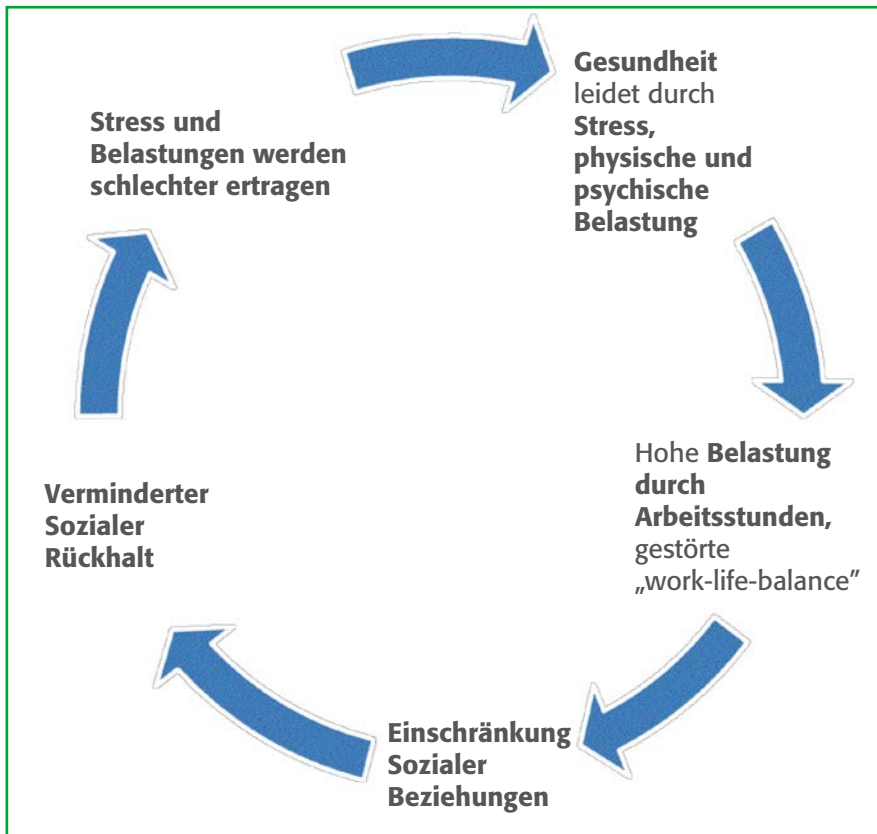 Gesundheit
leidet durch
Stress,
physische und
psychische
Belastung
Hohe Belastung
durch
Arbeitsstunden,
gestörte
„work-life-balance”
Einschränkung
Sozialer
Beziehungen
Verminderter
Sozialer
Rückhalt
Stress und
Belastungen werden
schlechter ertragen